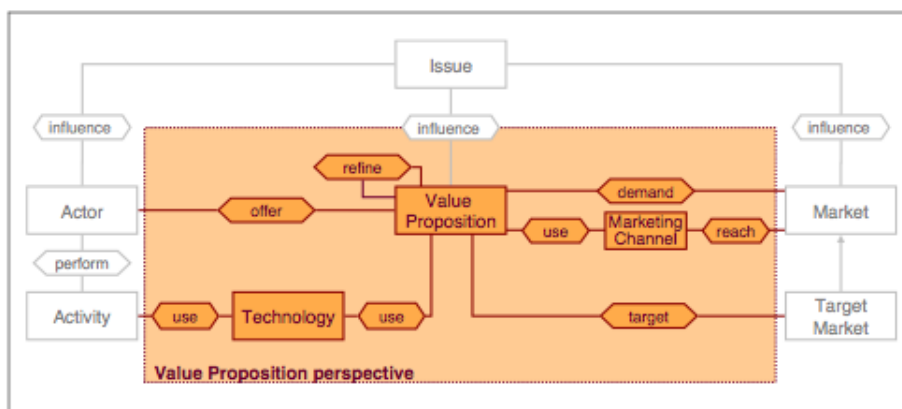 Issue
influence
influence
influence
refine
Actor
offer
Value
Proposition
demand
Market
use
Marketing
Channel
reach
perform
Activity
use
Technology
use
target
Target
Market
Value Proposition perspective